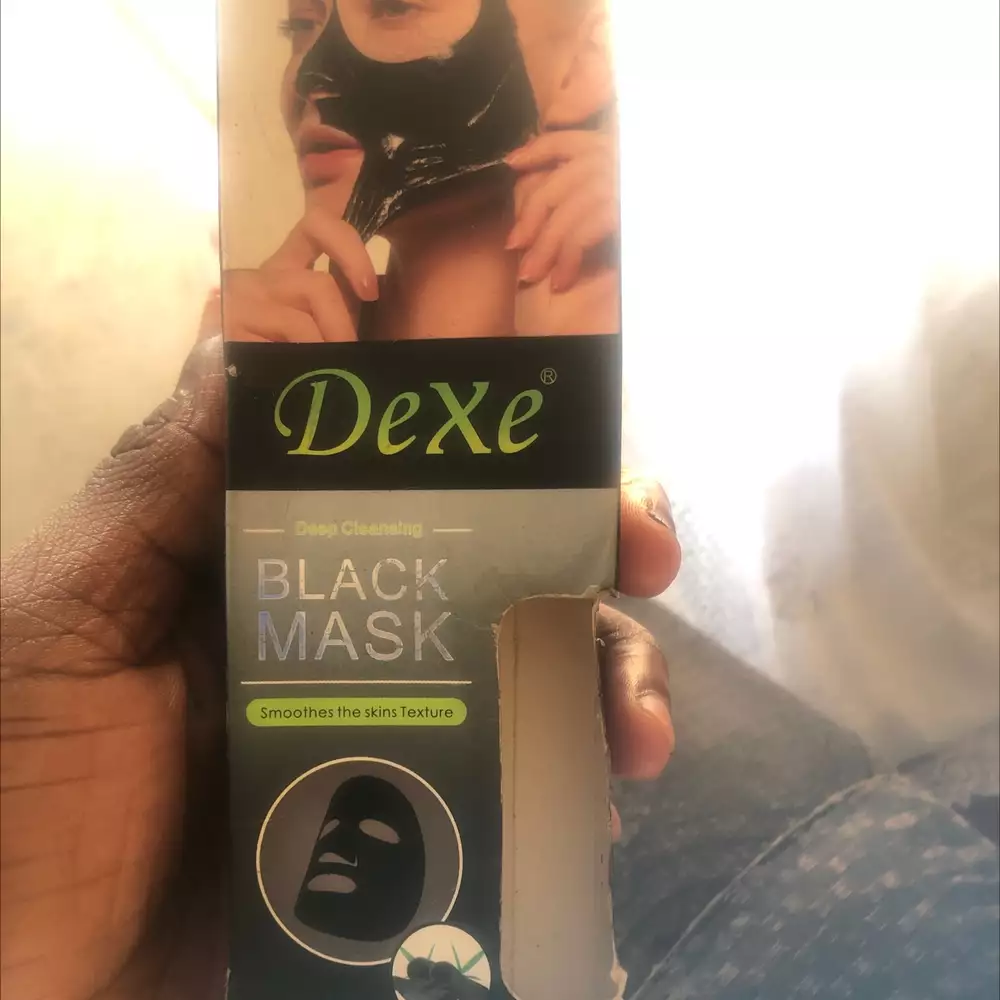 DeXe®
Deep Cleansing
BLACK
MASK
Smoothes the skins Texture